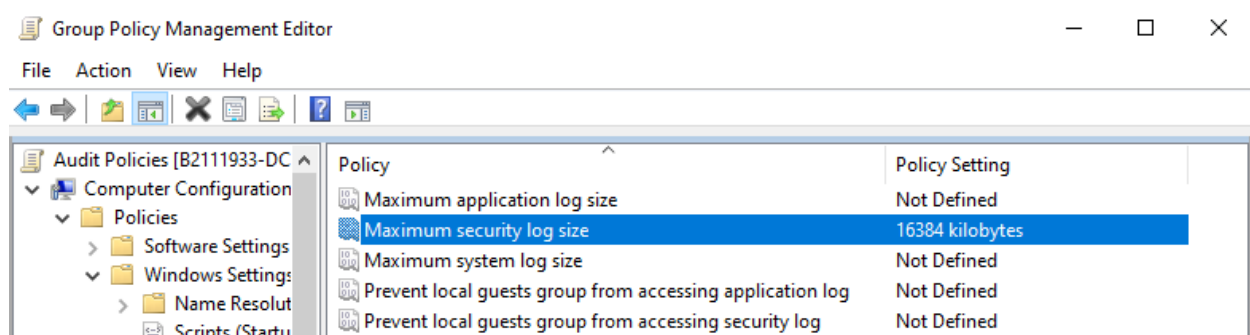 Group Policy Management Editor
File Action View Help
Audit Policies [B2111933-DC
Computer Configuration
Policies
Software Settings
Windows Settings
Name Resolut
Scripts (Startu
Policy Policy Setting
Maximum application log size Not Defined
Maximum security log size 16384 kilobytes
Maximum system log size Not Defined
Prevent local guests group from accessing application log Not Defined
Prevent local guests group from accessing security log Not Defined